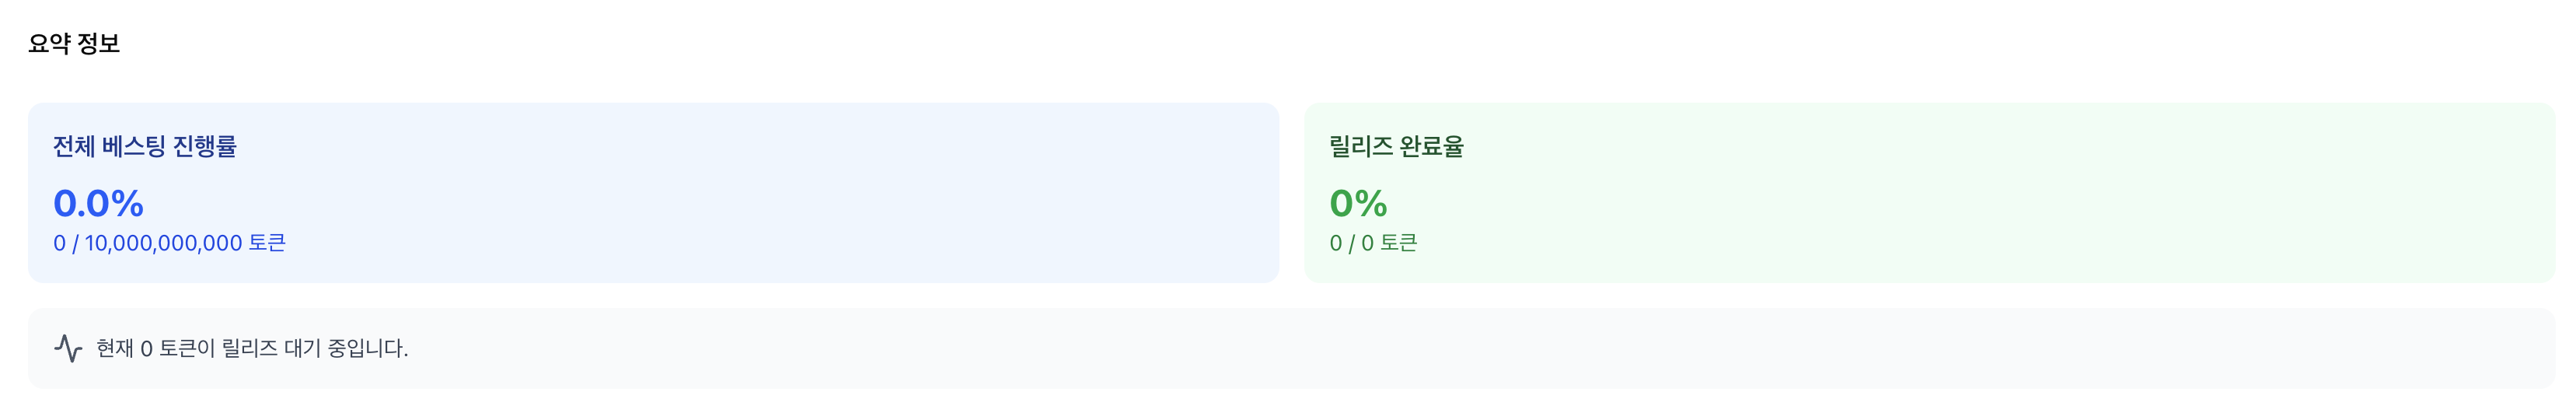 요약 정보
전체 베스팅 진행률
0.0%
0 / 10,000,000,000 토큰
릴리즈 완료율
0%
0 / 0 토큰
현재 0 토큰이 릴리즈 대기 중입니다.